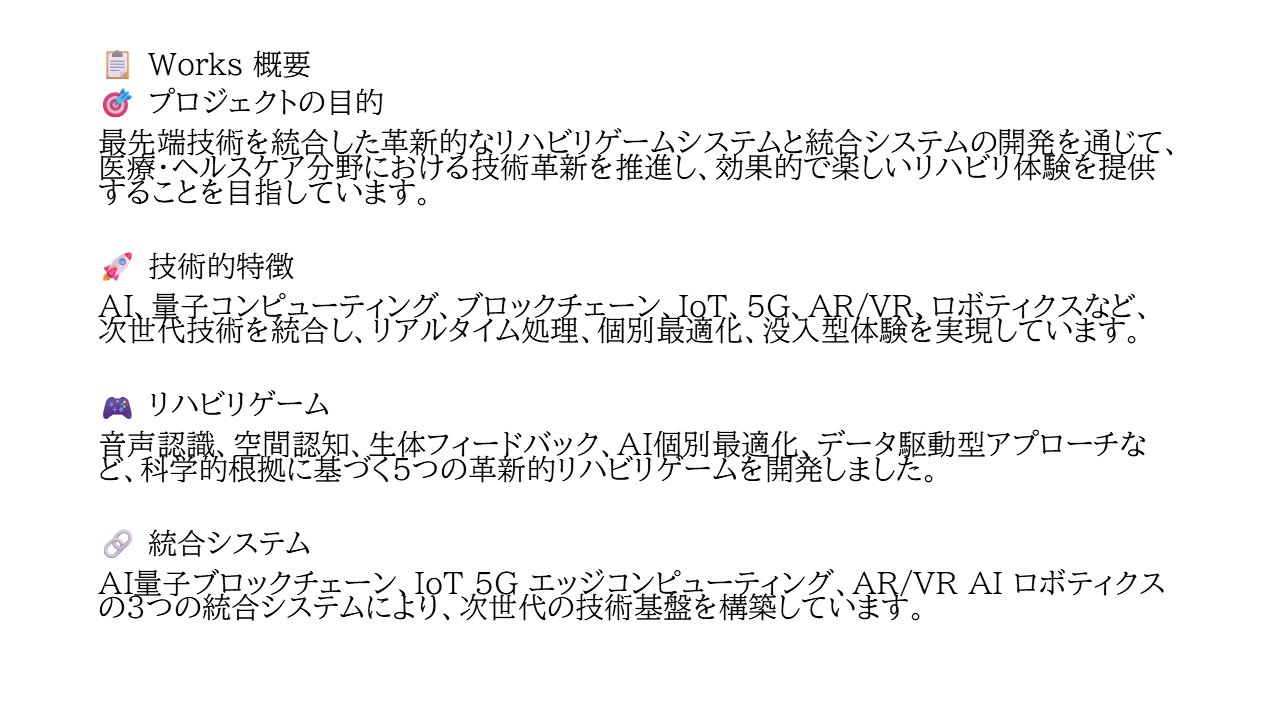 📋 Works 概要
🎯 プロジェクトの目的
最先端技術を統合した革新的なリハビリゲームシステムと統合システムの開発を通じて、
医療・ヘルスケア分野における技術革新を推進し、効果的で楽しいリハビリ体験を提供
することを目指しています。
🚀 技術的特徴
AI、量子コンピューティング、ブロックチェーン、IoT、5G、AR/VR、ロボティクスなど、
次世代技術を統合し、リアルタイム処理、個別最適化、没入型体験を実現しています。
🎮 リハビリゲーム
音声認識、空間認知、生体フィードバック、AI個別最適化、データ駆動型アプローチな
ど、科学的根拠に基づく5つの革新的リハビリゲームを開発しました。
🔗 統合システム
AI量子ブロックチェーン、IoT 5G エッジコンピューティング、AR/VR AI ロボティクス
の3つの統合システムにより、次世代の技術基盤を構築しています。